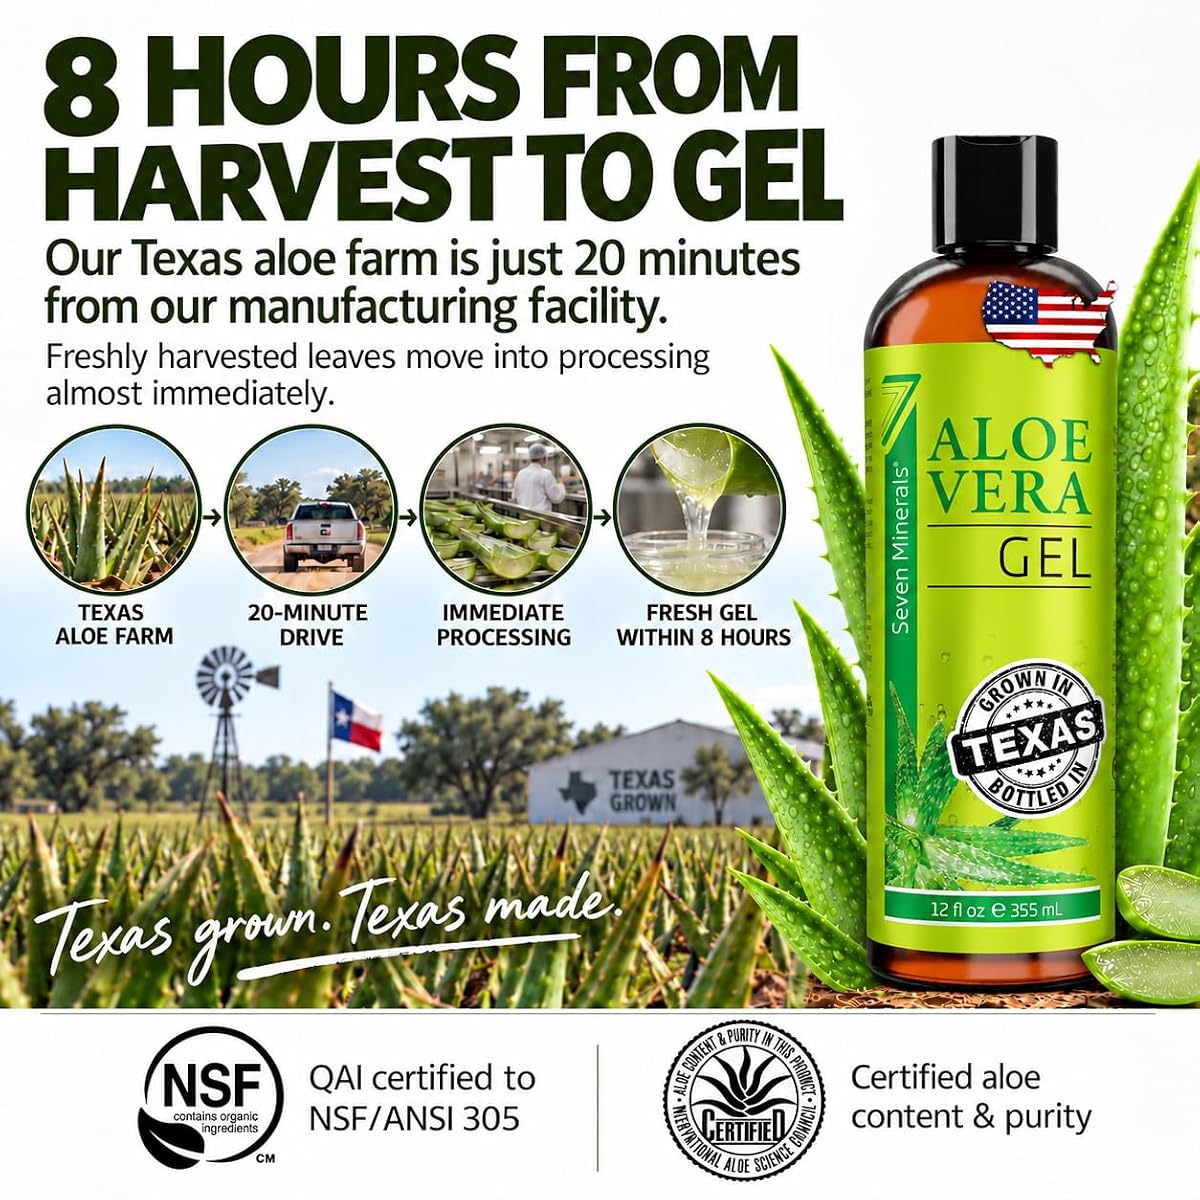 8 HOURS FROM
HARVEST TO GEL
Our Texas aloe farm is just 20 minutes
from our manufacturing facility.
Freshly harvested leaves move into processing
almost immediately.
TEXAS
ALOE FARM
20-MINUTE
DRIVE
IMMEDIATE
PROCESSING
FRESH GEL
WITHIN 8 HOURS
7
Seven Minerals®
ALOE
VERA
GEL
GROWN IN
TEXAS
BOTTLED IN
12 fl oz e 355 mL
TEXAS
GROWN
Texas grown. Texas made.
NSF
contains organic
ingredients
CM
QAI certified to
NSF/ANSI 305
ALOE CONTENT & PURITY IN THIS PRODUCT
CERTIFIED
INTERNATIONAL ALOE SCIENCE COUNCIL
Certified aloe
content & purity